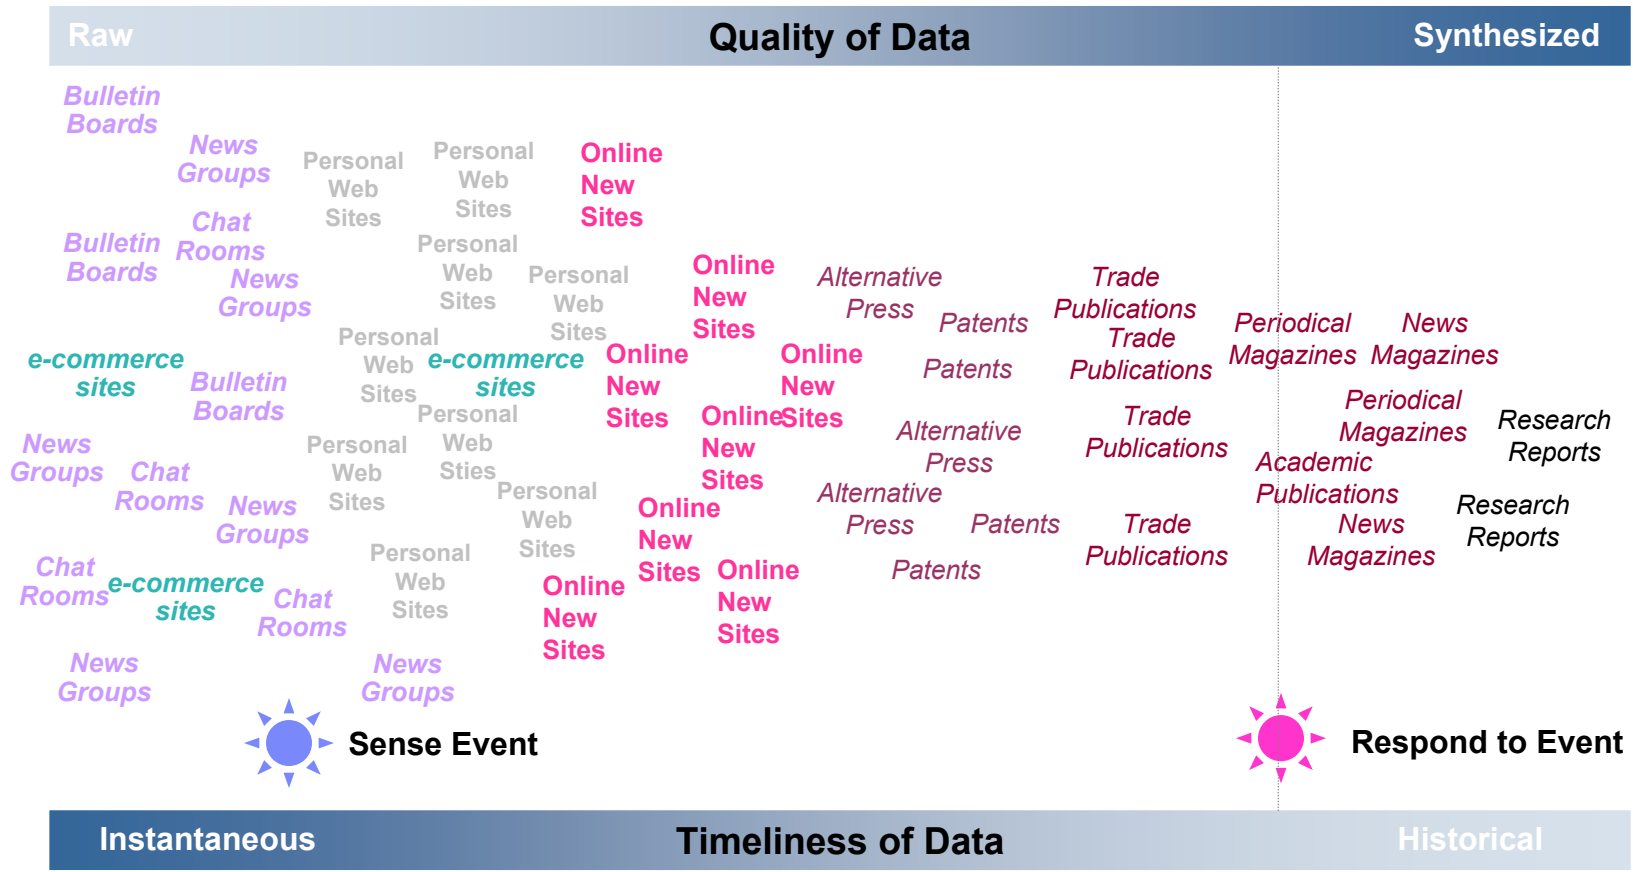 Raw
Quality of Data
Synthesized
Bulletin
Boards
News
Groups
Personal
Web
Sites
Personal
Web
Sites
Online
New
Sites
Chat
Rooms
Bulletin
Boards
News
Groups
Personal
Web
Sites
Personal
Web
Sites
Online
New
Sites
Alternative
Press
Patents
Trade
Publications
Trade
Publications
Periodical
Magazines
News
Magazines
e-commerce
sites
Bulletin
Boards
Personal
Web
Sites
e-commerce
sites
Online
New
Sites
Online
New
Sites
Patents
Periodical
Magazines
Research
Reports
News
Groups
Chat
Rooms
News
Groups
Personal
Web
Sites
Personal
Web
Sties
Personal
Web
Sites
Online
New
Sites
Alternative
Press
Trade
Publications
Academic
Publications
Research
Reports
Online
New
Sites
Alternative
Press
Patents
Trade
Publications
News
Magazines
Chat
Rooms
e-commerce
sites
Chat
Rooms
Personal
Web
Sites
Online
New
Sites
Online
New
Sites
Patents
News
Groups
News
Groups
Sense Event
Respond to Event
Instantaneous
Timeliness of Data
Historical